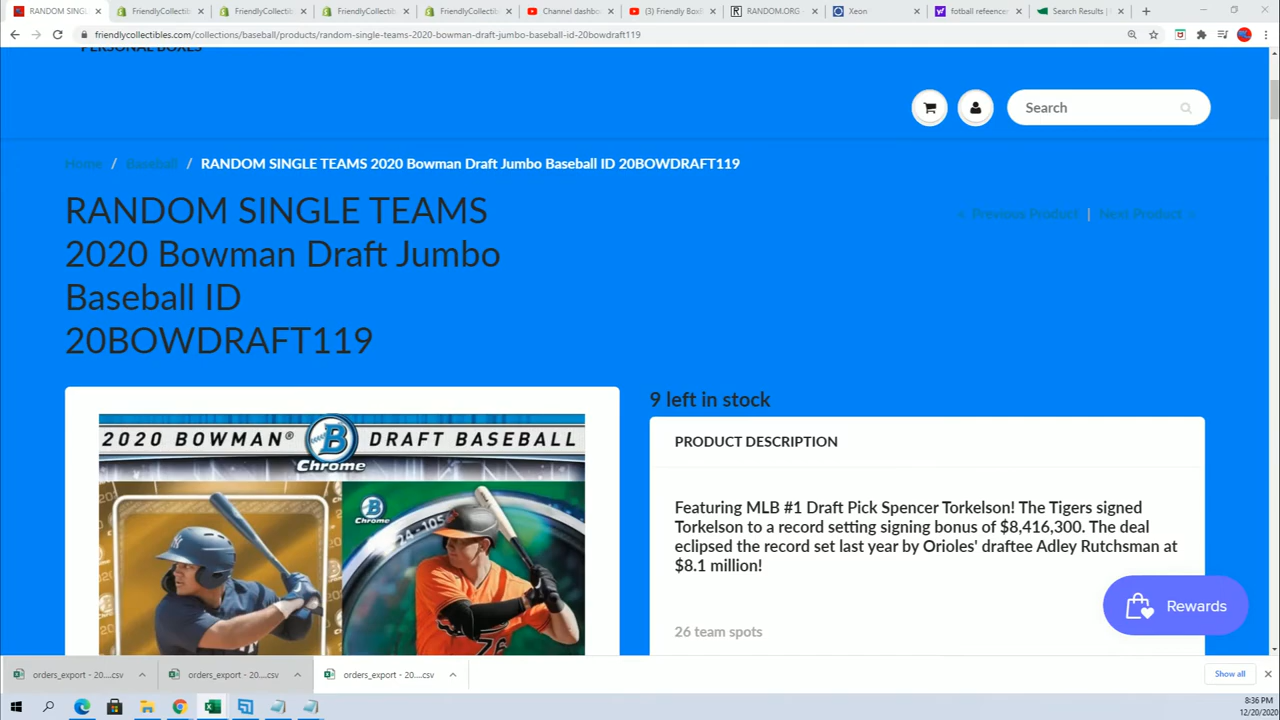 RANDOM SINGL
FriendlyCollectib
FriendlyCollectib
FriendlyCollectib
FriendlyCollectib
Channel dashbo
(3) Friendly Box
RANDOM.ORG
Xeon
fotball refeerenc
Search Results |
friendlycollectibles.com/collections/baseball/products/random-single-teams-2020-bowman-draft-jumbo-baseball-id-20bowdraft119
PERSONAL BOXES
Search
Home / Baseball / RANDOM SINGLE TEAMS 2020 Bowman Draft Jumbo Baseball ID 20BOWDRAFT119
RANDOM SINGLE TEAMS
2020 Bowman Draft Jumbo
Baseball ID
20BOWDRAFT119
« Previous Product | Next Product »
9 left in stock
PRODUCT DESCRIPTION
2020 BOWMAN® B DRAFT BASEBALL
Chrome
Chrome
Featuring MLB #1 Draft Pick Spencer Torkelson! The Tigers signed
Torkelson to a record setting signing bonus of $8,416,300. The deal
eclipsed the record set last year by Orioles' draftee Adley Rutchsman at
$8.1 million!
76
Rewards
26 team spots
orders_export - 20....csv
orders_export - 20....csv
orders_export - 20....csv
Show all
8:36 PM
12/20/2020